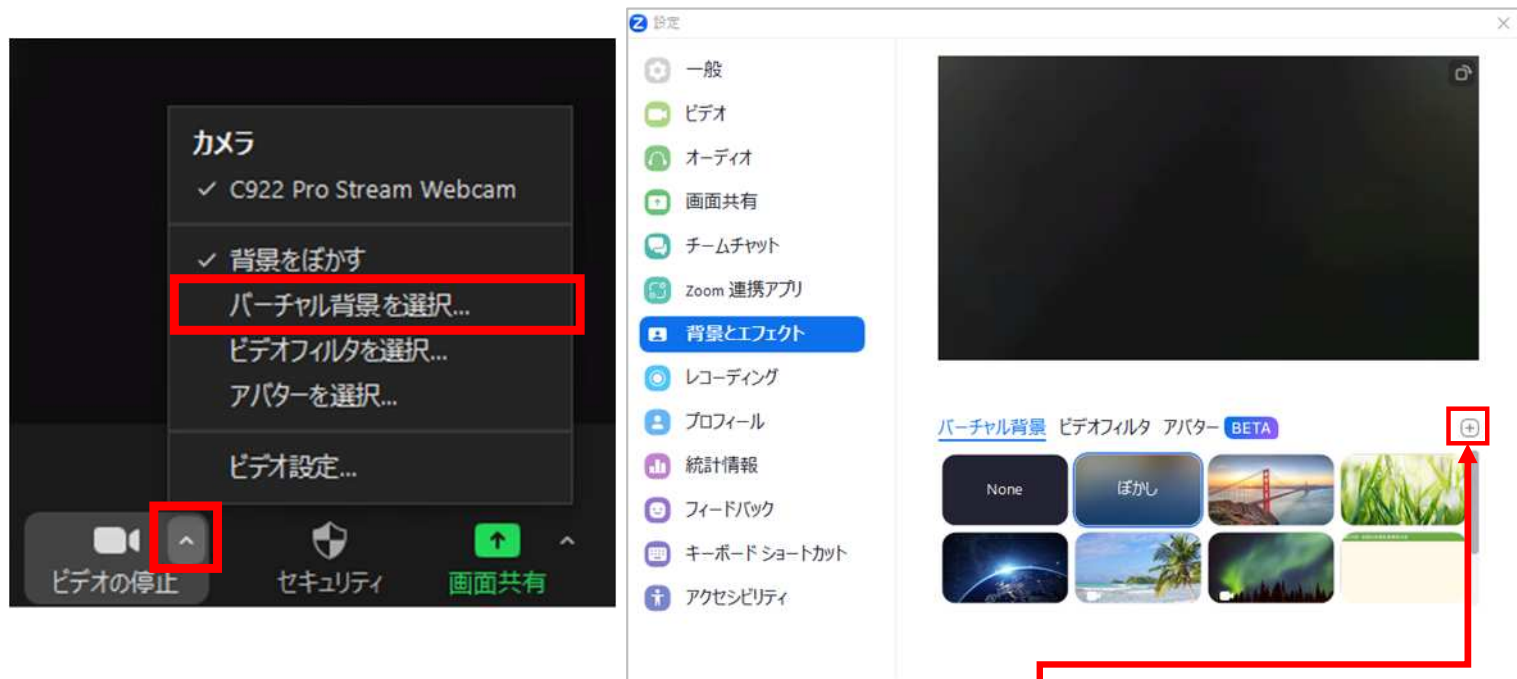 カメラ
C922 Pro Stream Webcam
背景をぼかす
バーチャル背景を選択...
ビデオフィルタを選択...
アバターを選択...
ビデオ設定...
ビデオの停止
セキュリティ
画面共有
設定
一般
ビデオ
オーディオ
画面共有
チームチャット
Zoom 連携アプリ
背景とエフェクト
レコーディング
プロフィール
統計情報
フィードバック
キーボード ショートカット
アクセシビリティ
バーチャル背景 ビデオフィルタ アバター BETA
None
ぼかし